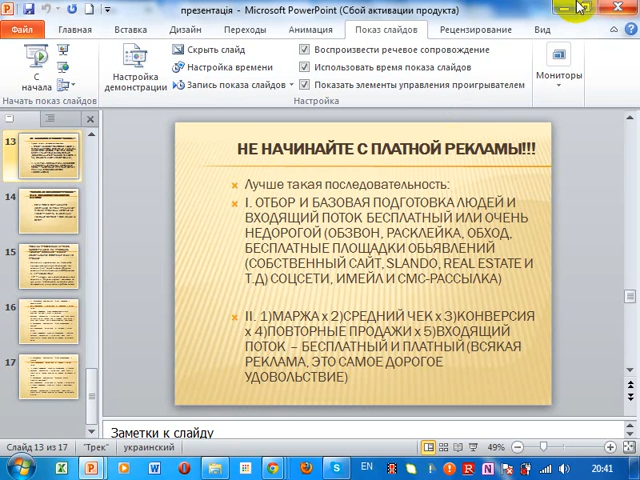 презентація - Microsoft PowerPoint (Сбой активации продукта)
Файл Главная Вставка Дизайн Переходы Анимация Показ слайдов Рецензирование Вид
С начала
Настройка демонстрации
Скрыть слайд
Настройка времени
Запись показа слайдов
Воспроизвести речевое сопровождение
Использовать время показа слайдов
Показать элементы управления проигрывателем
Мониторы
Начать показ слайдов Настройка
13
14
15
16
17
НЕ НАЧИНАЙТЕ С ПЛАТНОЙ РЕКЛАМЫ!!!
Лучше такая последовательность:
I. ОТБОР И БАЗОВАЯ ПОДГОТОВКА ЛЮДЕЙ И
ВХОДЯЩИЙ ПОТОК БЕСПЛАТНЫЙ ИЛИ ОЧЕНЬ
НЕДОРОГОЙ (ОБЗВОН, РАСКЛЕЙКА, ОБХОД,
БЕСПЛАТНЫЕ ПЛОЩАДКИ ОБЬЯВЛЕНИЙ
(СОБСТВЕННЫЙ САЙТ, SLANDO, REAL ESTATE И
Т.Д) СОЦСЕТИ, ИМЕЙЛ И СМС-РАССЫЛКА)
II. 1)МАРЖА x 2)СРЕДНИЙ ЧЕК x 3)КОНВЕРСИЯ
x 4)ПОВТОРНЫЕ ПРОДАЖИ x 5)ВХОДЯЩИЙ
ПОТОК – БЕСПЛАТНЫЙ И ПЛАТНЫЙ (ВСЯКАЯ
РЕКЛАМА, ЭТО САМОЕ ДОРОГОЕ
УДОВОЛЬСТВИЕ)
Заметки к слайду
Слайд 13 из 17 "Трек" украинский 49%
EN 20:41